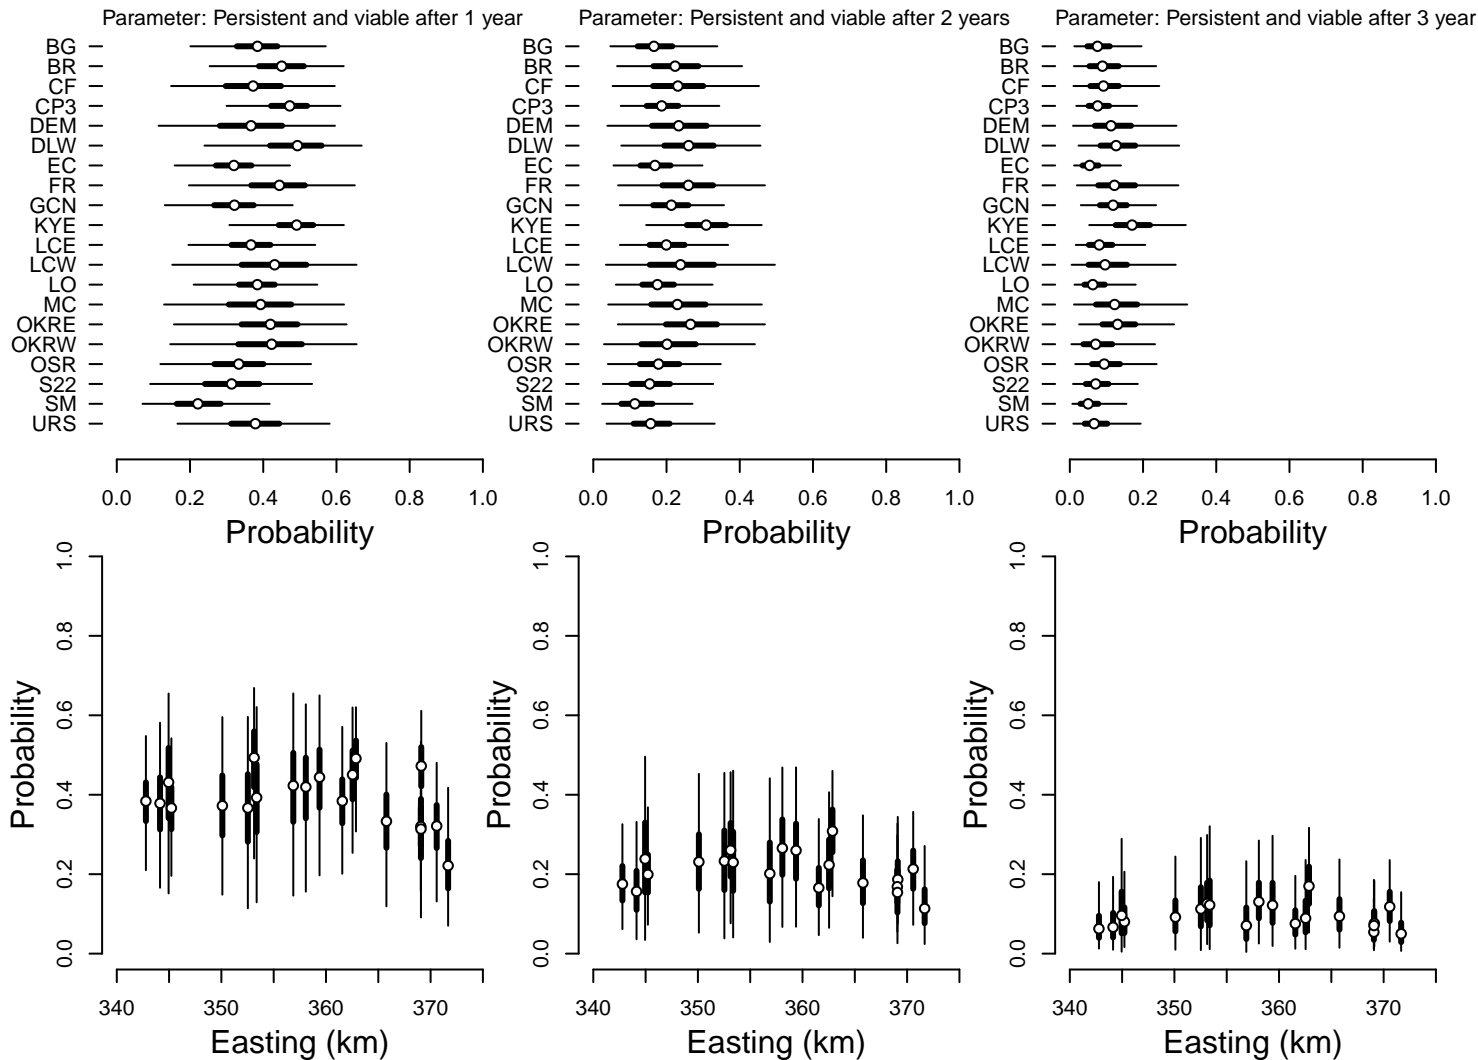 Parameter: Persistent and viable after 1 year
BG
BR
CF
CP3
DEM
DLW
EC
FR
GCN
KYE
LCE
LCW
LO
MC
OKRE
OKRW
OSR
S22
SM
URS
0.0 0.2 0.4 0.6 0.8 1.0
Probability
Parameter: Persistent and viable after 2 years
BG
BR
CF
CP3
DEM
DLW
EC
FR
GCN
KYE
LCE
LCW
LO
MC
OKRE
OKRW
OSR
S22
SM
URS
0.0 0.2 0.4 0.6 0.8 1.0
Probability
Parameter: Persistent and viable after 3 year
BG
BR
CF
CP3
DEM
DLW
EC
FR
GCN
KYE
LCE
LCW
LO
MC
OKRE
OKRW
OSR
S22
SM
URS
0.0 0.2 0.4 0.6 0.8 1.0
Probability
Probability
0.0 0.2 0.4 0.6 0.8 1.0
340 350 360 370
Easting (km)
Probability
0.0 0.2 0.4 0.6 0.8 1.0
340 350 360 370
Easting (km)
Probability
0.0 0.2 0.4 0.6 0.8 1.0
340 350 360 370
Easting (km)